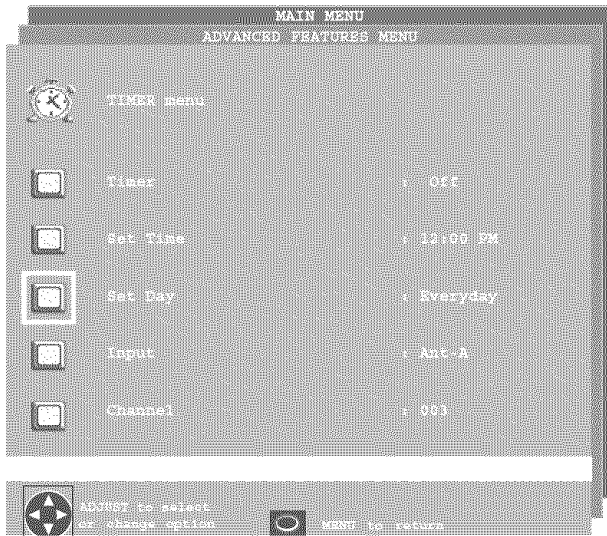 MAIN MENU
ADVANCED FEATURES MENU
TIMER menu
Timer : Off
Set Time : 12:00 PM
Set Day : Everyday
Input : Ant-A
Channel : 003
ADJUST to select
or change option
MENU to return